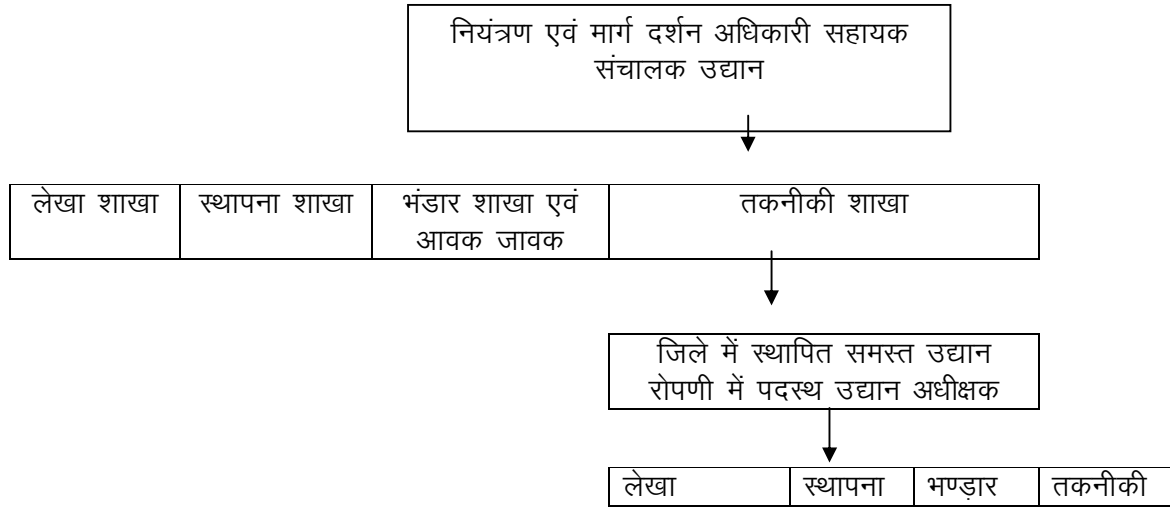 नियंत्रण एवं मार्ग दर्शन अधिकारी सहायक
संचालक उद्यान
लेखा शाखा स्थापना शाखा भंडार शाखा एवं तकनीकी शाखा
आवक जावक
जिले में स्थापित समस्त उद्यान
रोपणी में पदस्थ उद्यान अधीक्षक
लेखा स्थापना भण्ड़ार तकनीकी